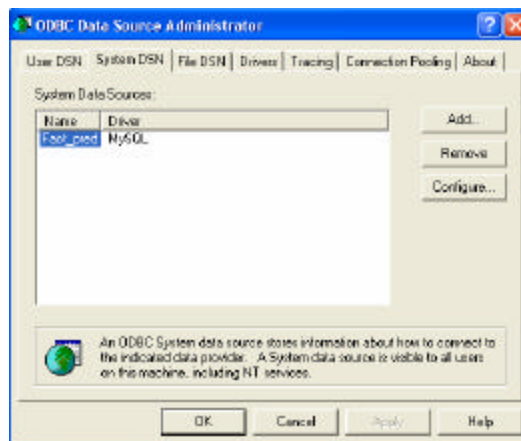 ODBC Data Source Administrator
User DSN System DSN File DSN Drivers Tracing Connection Pooling About
System Data Sources:
Name Driver
MySQL
Add...
Remove
Configure...
An ODBC System data source stores information about how to connect to
the indicated data provider. A System data source is visible to all users
on this machine, including NT services.
OK Cancel Apply Help